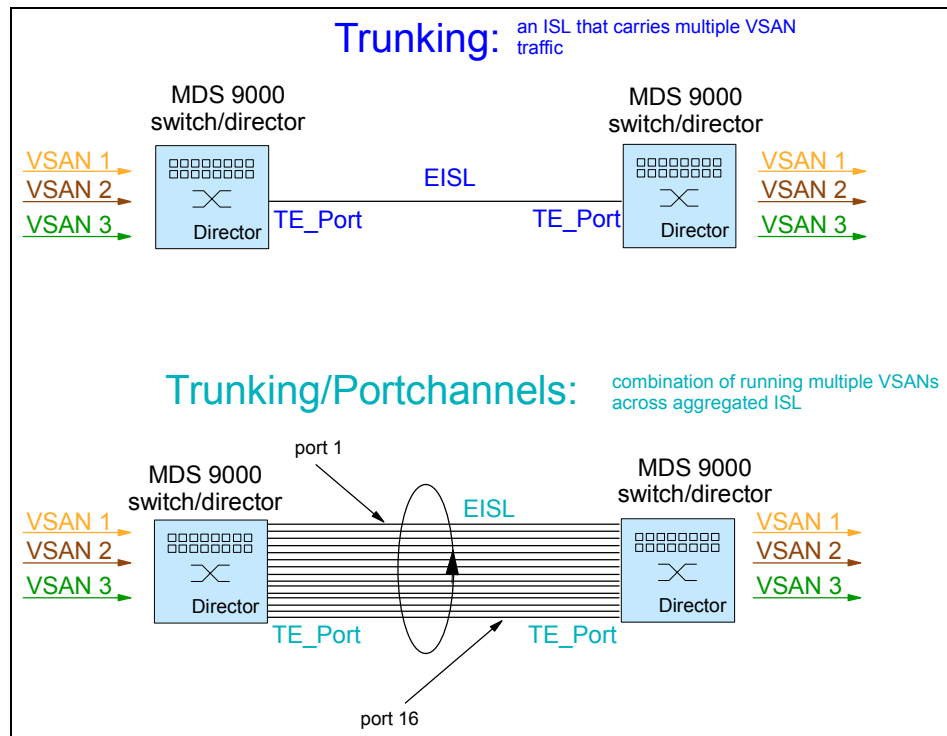 Trunking: an ISL that carries multiple VSAN
traffic
MDS 9000
switch/director
MDS 9000
switch/director
VSAN 1
VSAN 2
VSAN 3
Director
TE_Port
EISL
TE_Port
Director
VSAN 1
VSAN 2
VSAN 3
Trunking/Portchannels: combination of running multiple VSANs
across aggregated ISL
port 1
MDS 9000
switch/director
MDS 9000
switch/director
VSAN 1
VSAN 2
VSAN 3
Director
TE_Port
EISL
TE_Port
Director
VSAN 1
VSAN 2
VSAN 3
port 16